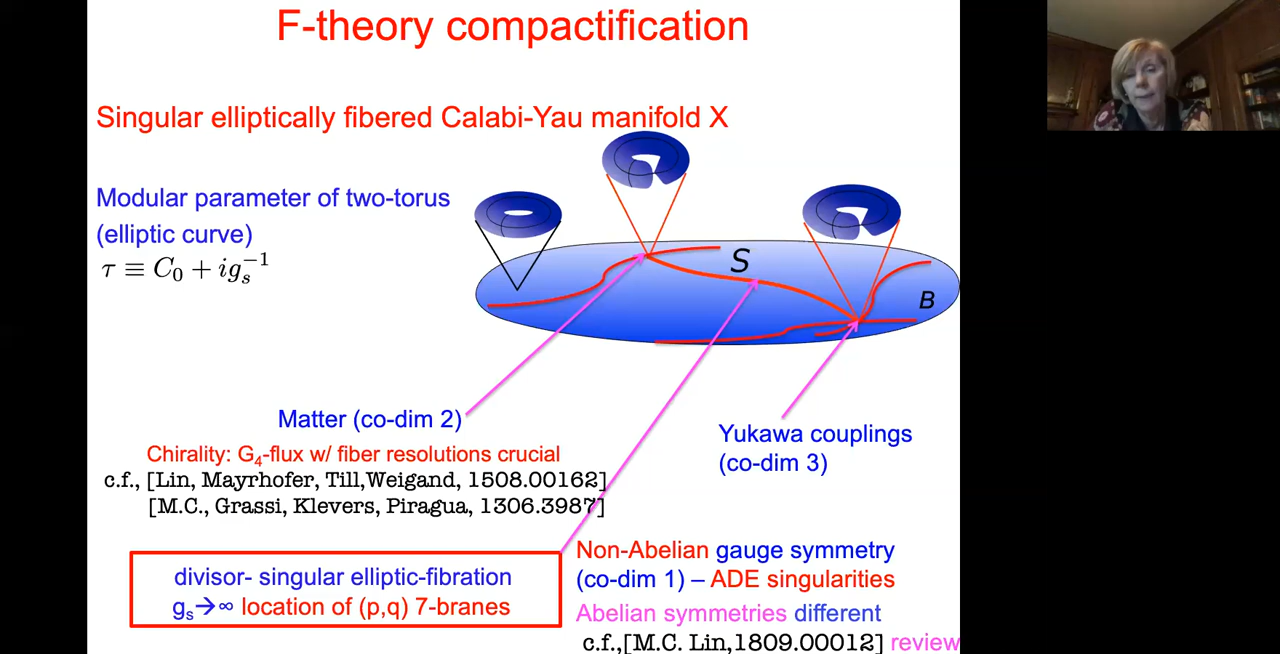 F-theory compactification
Singular elliptically fibered Calabi-Yau manifold X
Modular parameter of two-torus
(elliptic curve)
τ ≡ C₀ + ig_s⁻¹
S
B
Matter (co-dim 2)
Chirality: G₄-flux w/ fiber resolutions crucial
c.f., [Lin, Mayrhofer, Till,Weigand, 1508.00162]
[M.C., Grassi, Klevers, Piragua, 1306.3987]
Yukawa couplings
(co-dim 3)
divisor- singular elliptic-fibration
g_s→∞ location of (p,q) 7-branes
Non-Abelian gauge symmetry
(co-dim 1) – ADE singularities
Abelian symmetries different
c.f.,[M.C. Lin,1809.00012] review